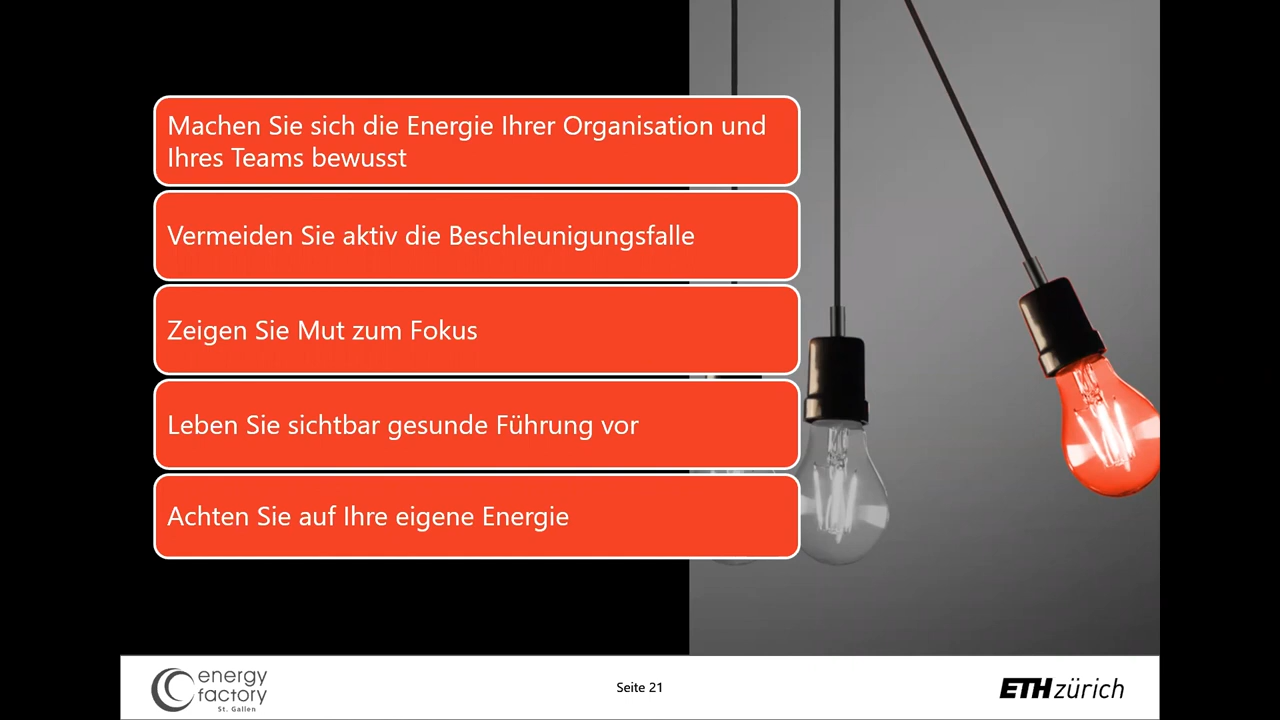 Machen Sie sich die Energie Ihrer Organisation und
Ihres Teams bewusst
Vermeiden Sie aktiv die Beschleunigungsfalle
Zeigen Sie Mut zum Fokus
Leben Sie sichtbar gesunde Führung vor
Achten Sie auf Ihre eigene Energie
energy
factory
St. Gallen
Seite 21
ETH zürich